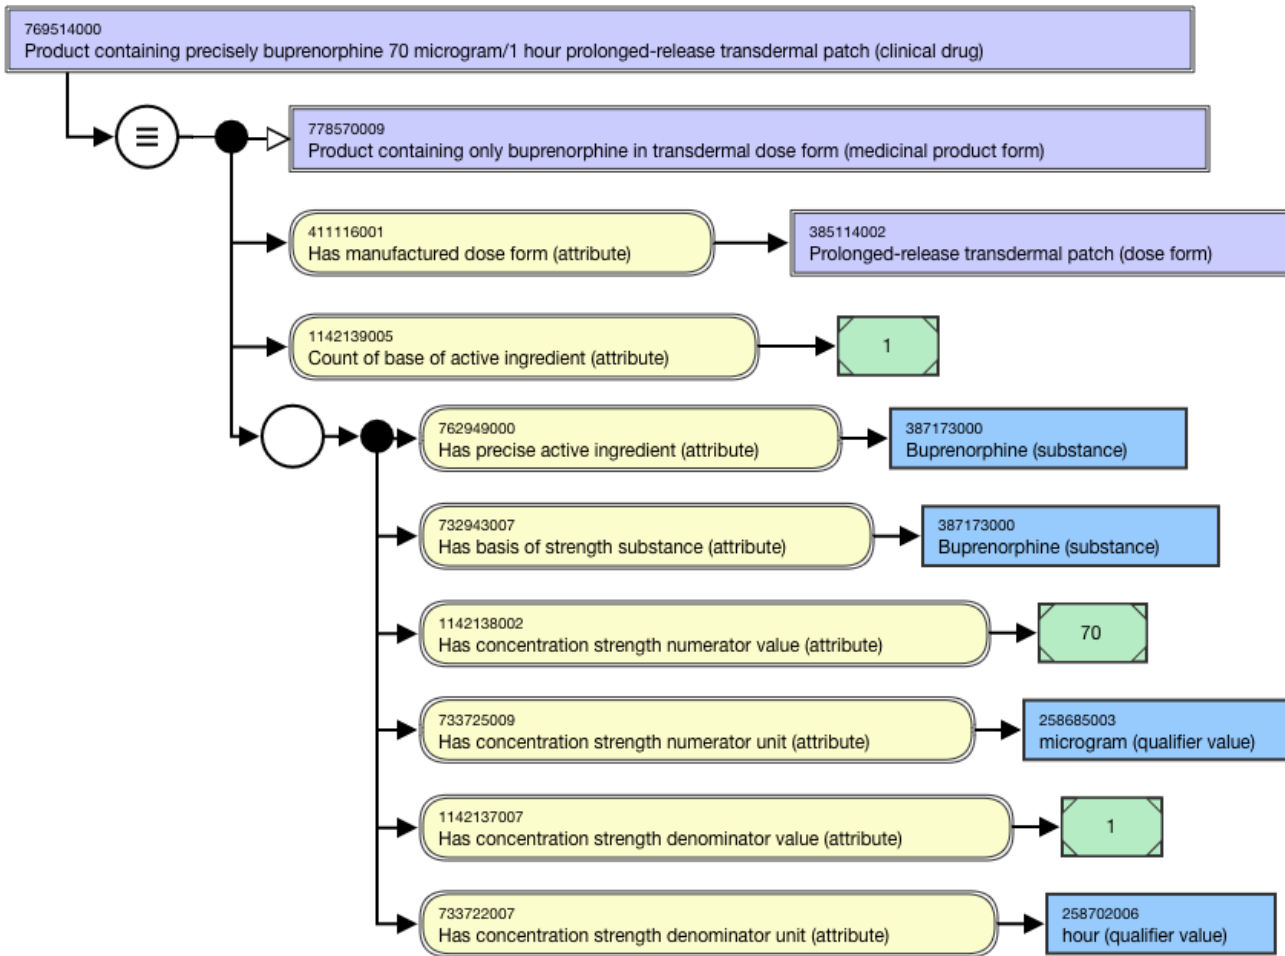 769514000
Product containing precisely buprenorphine 70 microgram/1 hour prolonged-release transdermal patch (clinical drug)
778570009
Product containing only buprenorphine in transdermal dose form (medicinal product form)
411116001
Has manufactured dose form (attribute)
385114002
Prolonged-release transdermal patch (dose form)
1142139005
Count of base of active ingredient (attribute)
1
762949000
Has precise active ingredient (attribute)
387173000
Buprenorphine (substance)
732943007
Has basis of strength substance (attribute)
387173000
Buprenorphine (substance)
1142138002
Has concentration strength numerator value (attribute)
70
733725009
Has concentration strength numerator unit (attribute)
258685003
microgram (qualifier value)
1142137007
Has concentration strength denominator value (attribute)
1
733722007
Has concentration strength denominator unit (attribute)
258702006
hour (qualifier value)